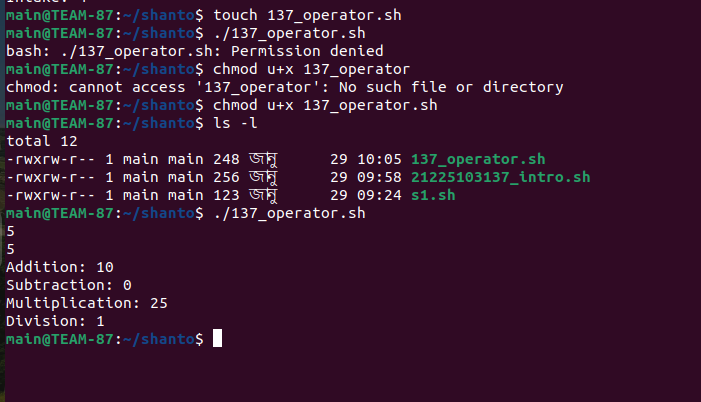 main@TEAM-87:~/shanto$ touch 137_operator.sh
main@TEAM-87:~/shanto$ ./137_operator.sh
bash: ./137_operator.sh: Permission denied
main@TEAM-87:~/shanto$ chmod u+x 137_operator
chmod: cannot access '137_operator': No such file or directory
main@TEAM-87:~/shanto$ chmod u+x 137_operator.sh
main@TEAM-87:~/shanto$ ls -l
total 12
-rwxrw-r-- 1 main main 248 জানু 29 10:05 137_operator.sh
-rwxrw-r-- 1 main main 256 জানু 29 09:58 21225103137_intro.sh
-rwxrw-r-- 1 main main 123 জানু 29 09:24 s1.sh
main@TEAM-87:~/shanto$ ./137_operator.sh
5
5
Addition: 10
Subtraction: 0
Multiplication: 25
Division: 1
main@TEAM-87:~/shanto$